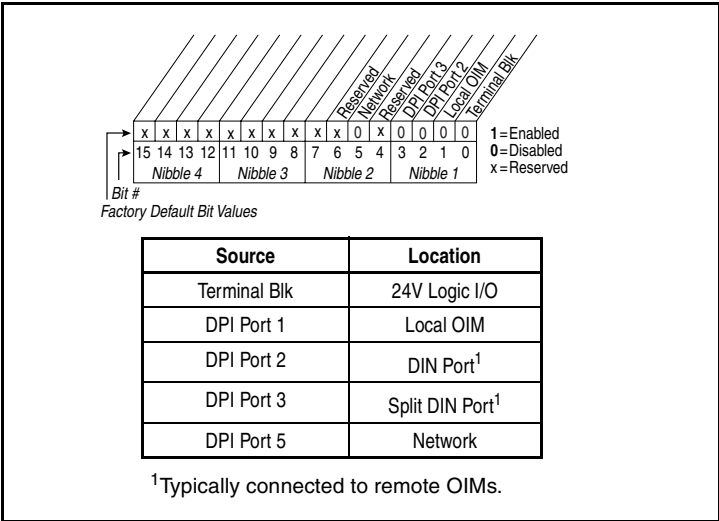 Reserved
Network
Reserved
DPI Port 3
DPI Port 2
Local OIM
Terminal Blk
x x x x x x x x x x 0 x 0 0 0 0
1=Enabled
15 14 13 12 11 10 9 8 7 6 5 4 3 2 1 0
0=Disabled
Nibble 4 Nibble 3 Nibble 2 Nibble 1
x=Reserved
Bit #
Factory Default Bit Values
Source Location
Terminal Blk 24V Logic I/O
DPI Port 1 Local OIM
DPI Port 2 DIN Port1
DPI Port 3 Split DIN Port1
DPI Port 5 Network
1Typically connected to remote OIMs.